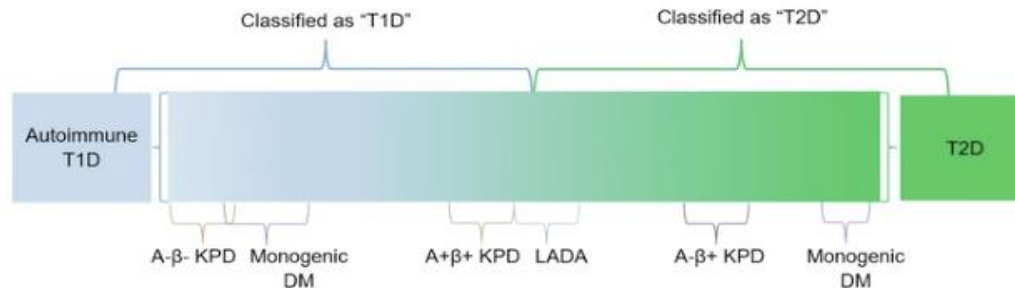 Classified as “T1D”
Classified as “T2D”
Autoimmune
T1D
T2D
A-β- KPD
Monogenic
DM
A+β+ KPD
LADA
A-β+ KPD
Monogenic
DM